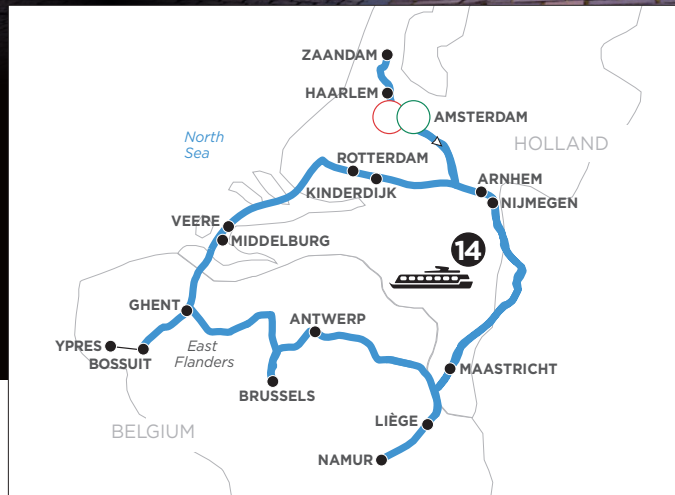 ZAANDAM
HAARLEM
AMSTERDAM
North
Sea
HOLLAND
ROTTERDAM
ARNHEM
KINDERDIJK
NIJMEGEN
VEERE
MIDDELBURG
14
GHENT
ANTWERP
YPRES
BOSSUIT
East
Flanders
MAASTRICHT
BRUSSELS
LIÈGE
BELGIUM
NAMUR